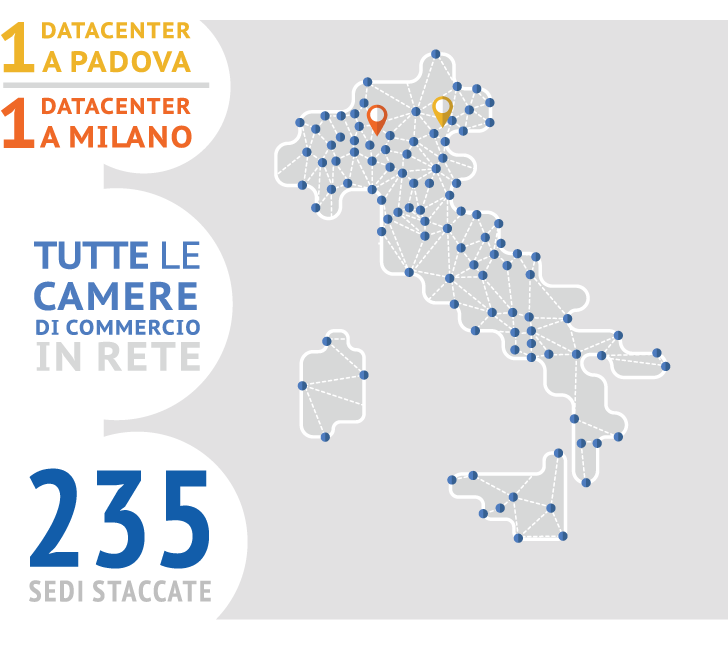 1 DATACENTER
A PADOVA
1 DATACENTER
A MILANO
TUTTE LE
CAMERE
DI COMMERCIO
IN RETE
235
SEDI STACCATE